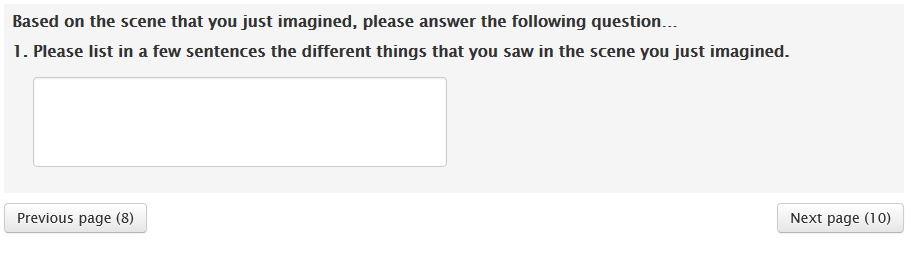 Based on the scene that you just imagined, please answer the following question...
1. Please list in a few sentences the different things that you saw in the scene you just imagined.
Previous page (8)
Next page (10)